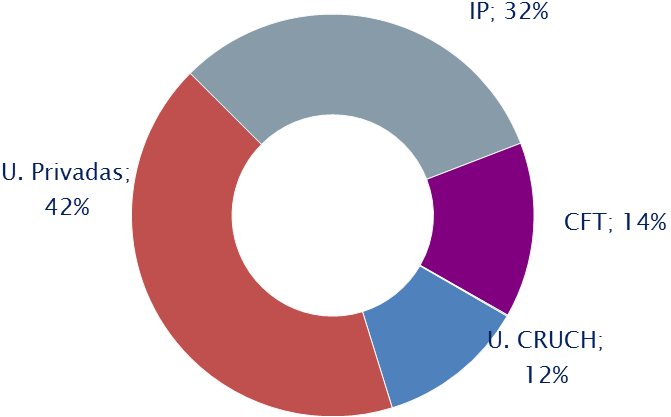 IP; 32%
U. Privadas;
42%
CFT; 14%
U. CRUCH;
12%